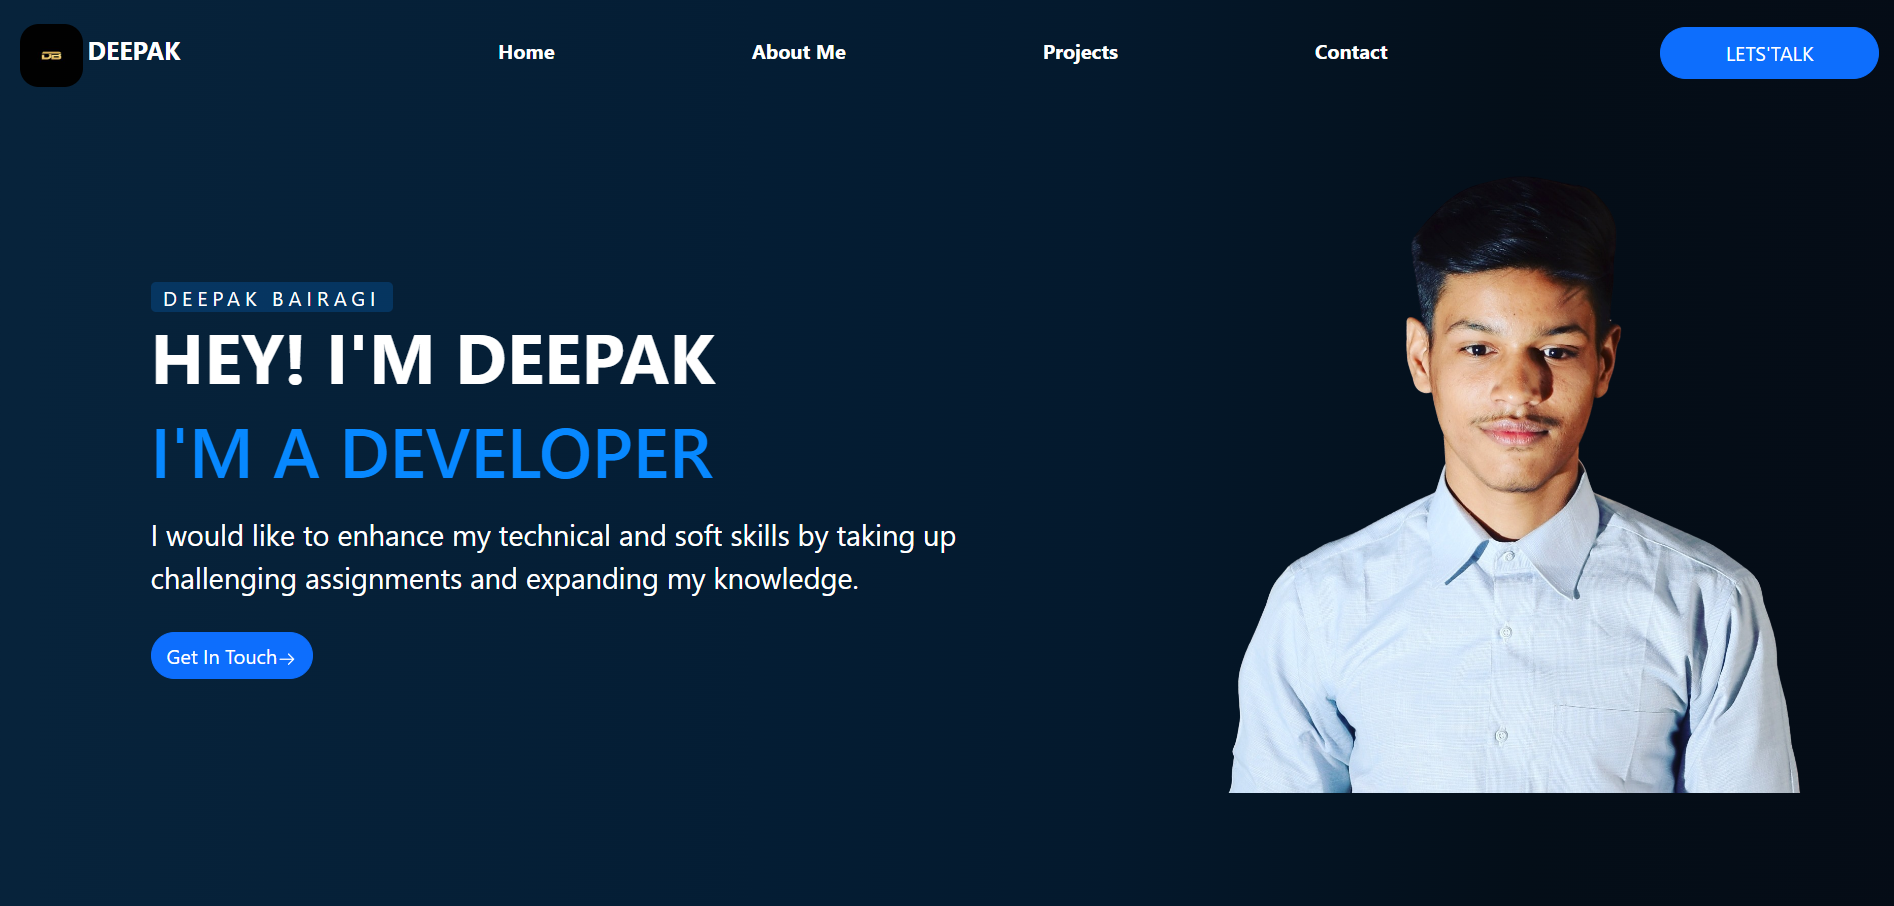 DB
DEEPAK
Home
About Me
Projects
Contact
LETS'TALK
DEEPAK BAIRAGI
HEY! I'M DEEPAK
I'M A DEVELOPER
I would like to enhance my technical and soft skills by taking up
challenging assignments and expanding my knowledge.
Get In Touch→